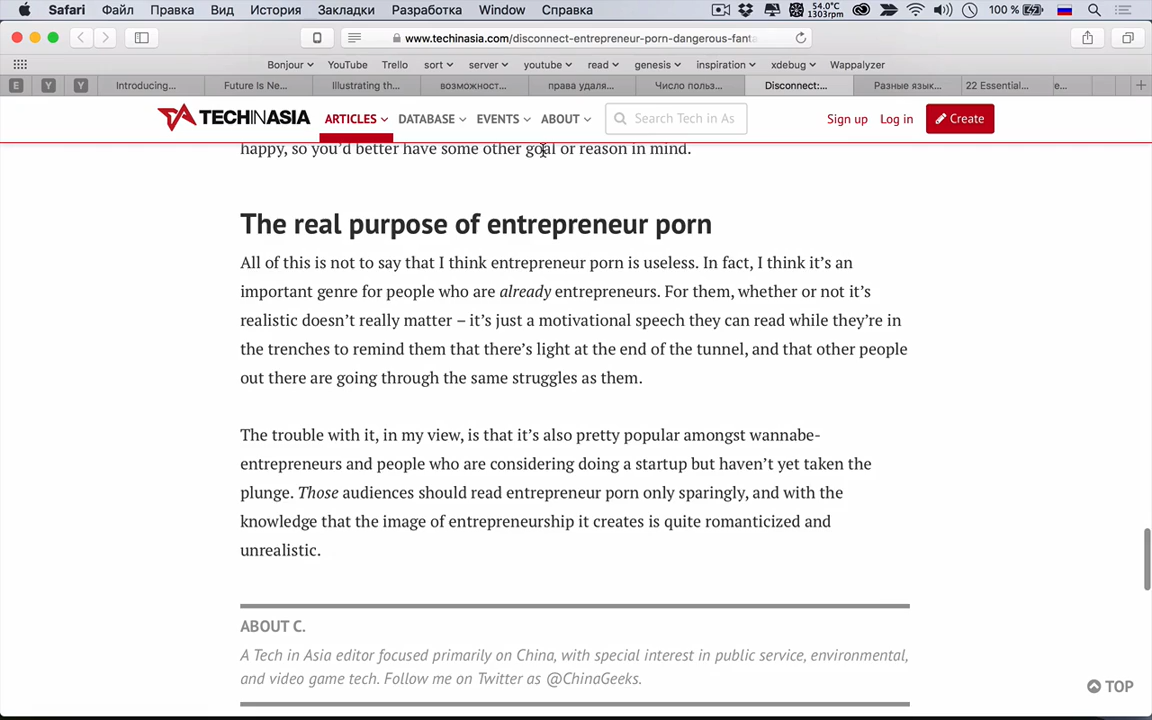 Safari Файл Правка Вид История Закладки Разработка Window Справка 54.0°C 1303rpm 100 %
www.techinasia.com/disconnect-entrepreneur-porn-dangerous-fanta
Bonjour YouTube Trello sort server youtube read genesis inspiration xdebug Wappalyzer
E Y Y Introducing... Future Is Ne... Illustrating th... возможност... права удаля... Число польз... Disconnect:... Разные язык... 22 Essential... e...
TECHINASIA ARTICLES DATABASE EVENTS ABOUT Search Tech in As Sign up Log in Create
happy, so you'd better have some other goal or reason in mind.
The real purpose of entrepreneur porn
All of this is not to say that I think entrepreneur porn is useless. In fact, I think it's an
important genre for people who are already entrepreneurs. For them, whether or not it's
realistic doesn't really matter – it's just a motivational speech they can read while they're in
the trenches to remind them that there's light at the end of the tunnel, and that other people
out there are going through the same struggles as them.
The trouble with it, in my view, is that it's also pretty popular amongst wannabe-
entrepreneurs and people who are considering doing a startup but haven't yet taken the
plunge. Those audiences should read entrepreneur porn only sparingly, and with the
knowledge that the image of entrepreneurship it creates is quite romanticized and
unrealistic.
ABOUT C.
A Tech in Asia editor focused primarily on China, with special interest in public service, environmental,
and video game tech. Follow me on Twitter as @ChinaGeeks.
TOP